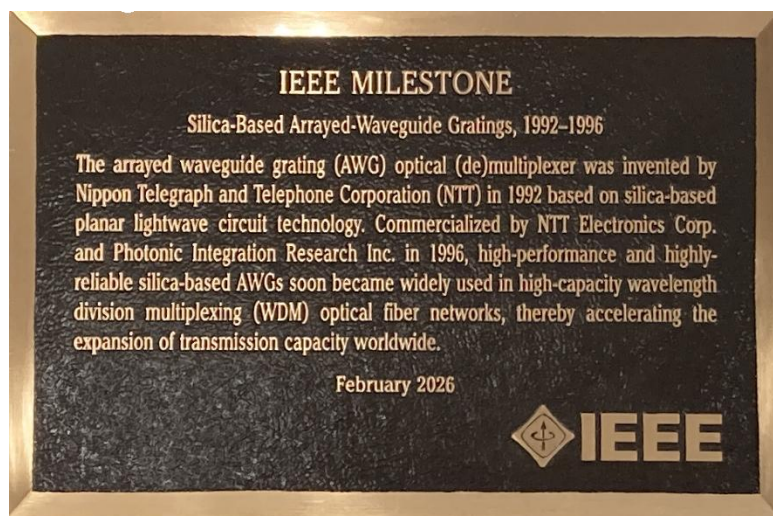 IEEE MILESTONE
Silica-Based Arrayed-Waveguide Gratings, 1992–1996
The arrayed waveguide grating (AWG) optical (de)multiplexer was invented by
Nippon Telegraph and Telephone Corporation (NTT) in 1992 based on silica-based
planar lightwave circuit technology. Commercialized by NTT Electronics Corp.
and Photonic Integration Research Inc. in 1996, high-performance and highly-
reliable silica-based AWGs soon became widely used in high-capacity wavelength
division multiplexing (WDM) optical fiber networks, thereby accelerating the
expansion of transmission capacity worldwide.
February 2026
IEEE